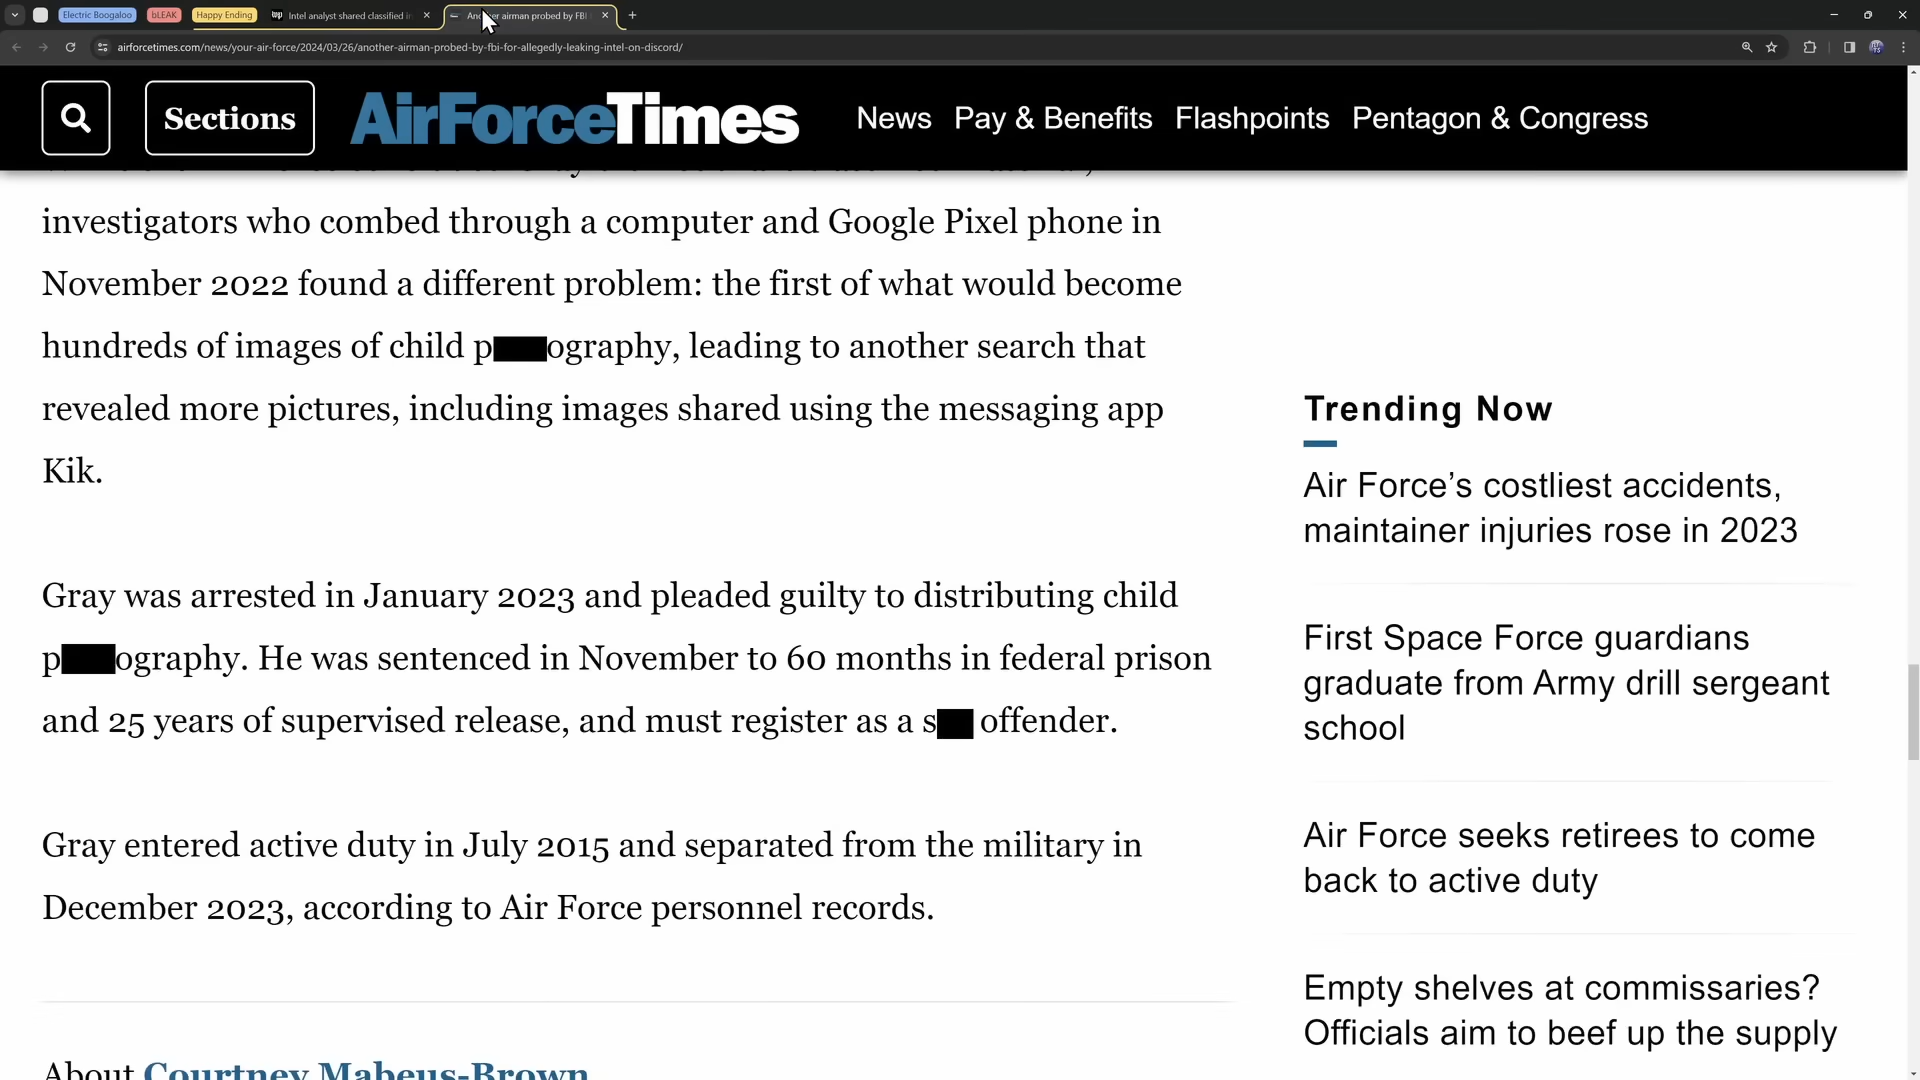 Electric Boogaloo bLEAK Happy Ending wp Intel analyst shared classified airman probed by FBI
airforcetimes.com/news/your-air-force/2024/03/26/another-airman-probed-by-fbi-for-allegedly-leaking-intel-on-discord/
Sections AirForceTimes News Pay & Benefits Flashpoints Pentagon & Congress
investigators who combed through a computer and Google Pixel phone in
November 2022 found a different problem: the first of what would become
hundreds of images of child p ography, leading to another search that
revealed more pictures, including images shared using the messaging app
Kik.
Gray was arrested in January 2023 and pleaded guilty to distributing child
p ography. He was sentenced in November to 60 months in federal prison
and 25 years of supervised release, and must register as a s offender.
Gray entered active duty in July 2015 and separated from the military in
December 2023, according to Air Force personnel records.
About Courtney Mabeus-Brown
Trending Now
Air Force’s costliest accidents,
maintainer injuries rose in 2023
First Space Force guardians
graduate from Army drill sergeant
school
Air Force seeks retirees to come
back to active duty
Empty shelves at commissaries?
Officials aim to beef up the supply